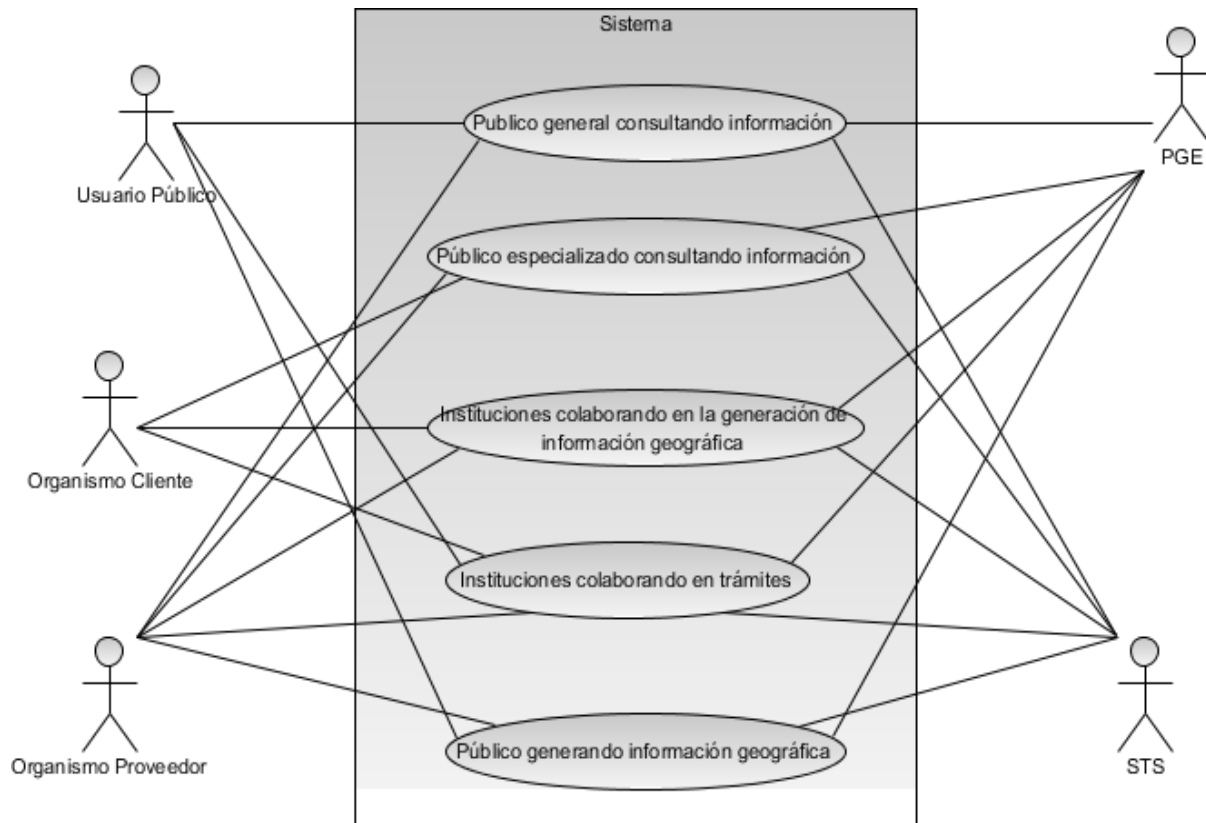 Sistema
Publico general consultando información
PGE
Usuario Público
Público especializado consultando información
Instituciones colaborando en la generación de
información geográfica
Organismo Cliente
Instituciones colaborando en trámites
Público generando información geográfica
Organismo Proveedor
STS